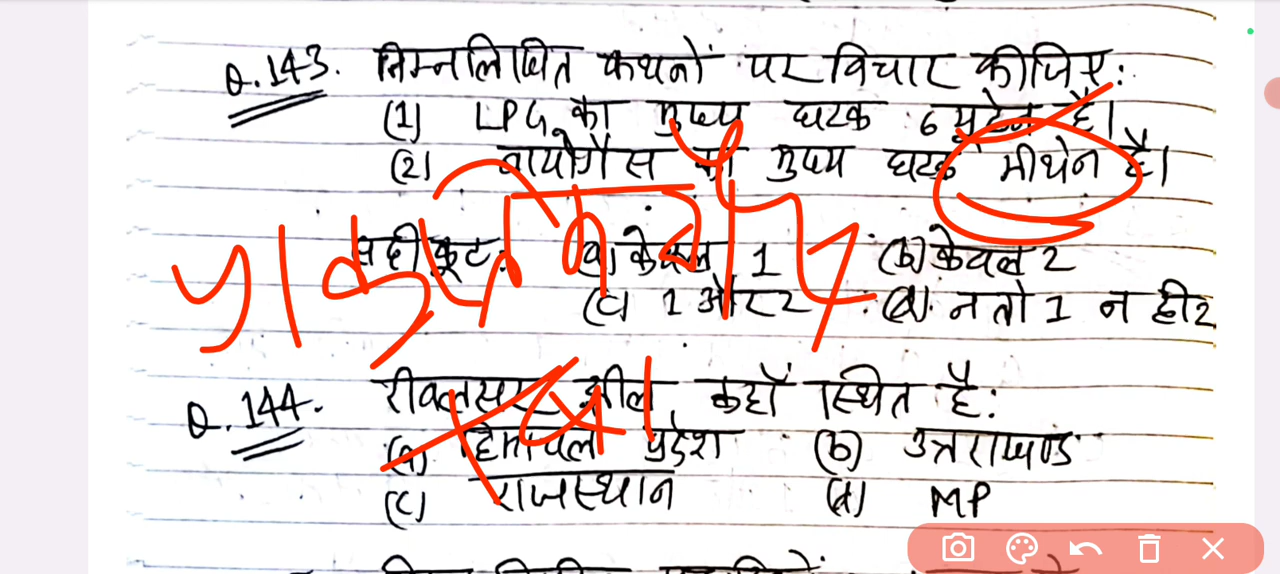 Q.143. निम्नलिखित कथनों पर विचार कीजिए:
(1) LPG का मुख्य घटक ब्यूटेन है।
(2) बायोगैस का मुख्य घटक मीथेन है।
सही कूट: (a) केवल 1 (b) केवल 2
(c) 1 और 2 (d) न तो 1 न ही 2
Q.144. रीवालसर झील कहाँ स्थित है:
(a) हिमाचल प्रदेश (b) उत्तराखण्ड
(c) राजस्थान (d) MP